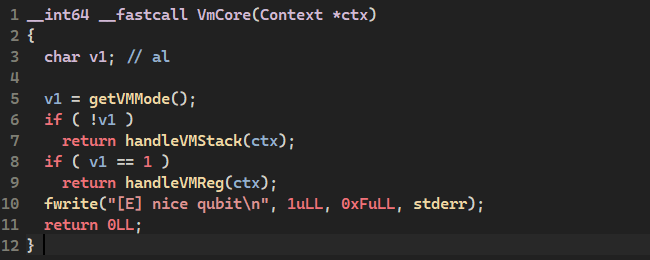 1 __int64 __fastcall VmCore(Context *ctx)
2 {
3   char v1; // al
4
5   v1 = getVMMode();
6   if ( !v1 )
7     return handleVMStack(ctx);
8   if ( v1 == 1 )
9     return handleVMReg(ctx);
10   fwrite("[E] nice qubit\n", 1uLL, 0xFuLL, stderr);
11   return 0LL;
12 }